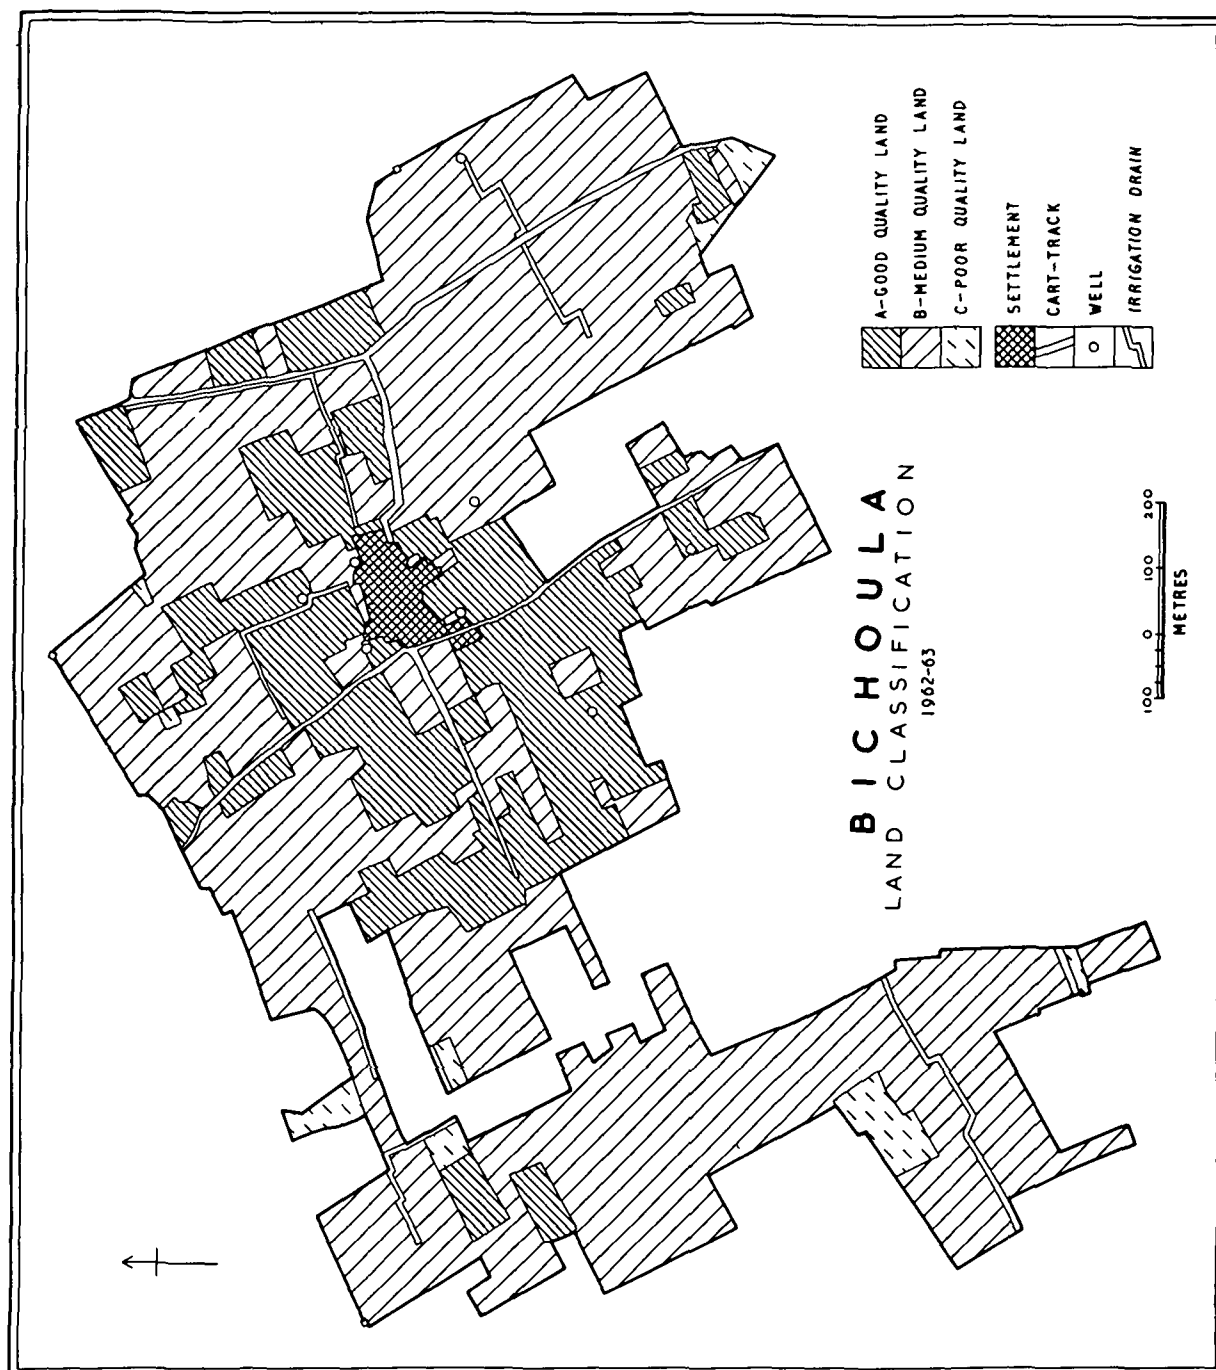 BICHOULA
LAND CLASSIFICATION
1962-63
A-GOOD QUALITY LAND
B-MEDIUM QUALITY LAND
C-POOR QUALITY LAND
SETTLEMENT
CART-TRACK
WELL
IRRIGATION DRAIN
100 0 100 200
METRES